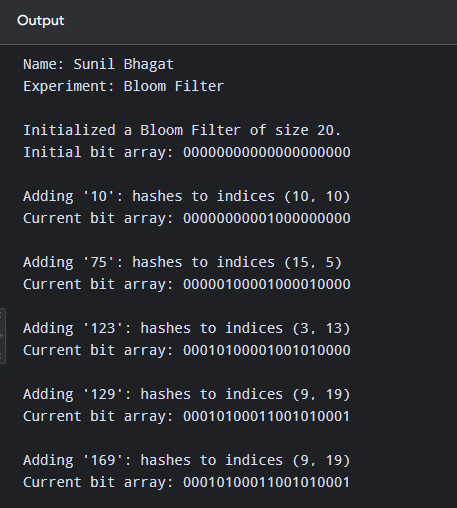 Output
Name: Sunil Bhagat
Experiment: Bloom Filter
Initialized a Bloom Filter of size 20.
Initial bit array: 00000000000000000000
Adding '10': hashes to indices (10, 10)
Current bit array: 00000000001000000000
Adding '75': hashes to indices (15, 5)
Current bit array: 00000100001000010000
Adding '123': hashes to indices (3, 13)
Current bit array: 00010100001001010000
Adding '129': hashes to indices (9, 19)
Current bit array: 00010100011001010001
Adding '169': hashes to indices (9, 19)
Current bit array: 00010100011001010001